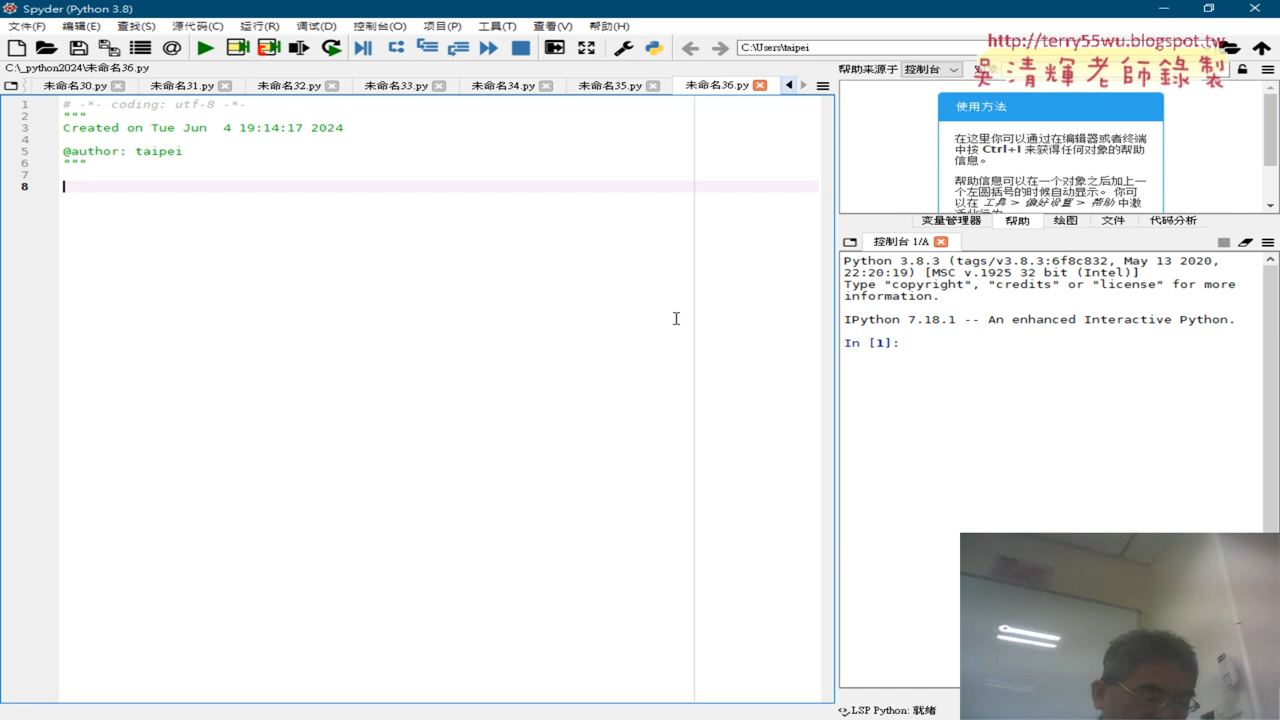 Spyder (Python 3.8)
文件(F) 编辑(E) 查找(S) 源代码(C) 运行(R) 调试(D) 控制台(O) 项目(P) 工具(T) 查看(V) 帮助(H)
C:\Users\taipei
http://terry55wu.blogspot.tw
吳清輝老師錄製
C:\_python2024\未命名36.py
帮助来源于 控制台
未命名30.py 未命名31.py 未命名32.py 未命名33.py 未命名34.py 未命名35.py 未命名36.py
1 # -*- coding: utf-8 -*-
2 """
3 Created on Tue Jun  4 19:14:17 2024
4
5 @author: taipei
6 """
7
8
使用方法
在这里你可以通过在编辑器或者终端
中按 Ctrl+I 来获得任何对象的帮助
信息。
帮助信息可以在一个对象之后加上一
个左圆括号的时候自动显示。 你可
以在 工具 > 偏好设置 > 帮助 中激
变量管理器 帮助 绘图 文件 代码分析
控制台 1/A
Python 3.8.3 (tags/v3.8.3:6f8c832, May 13 2020,
22:20:19) [MSC v.1925 32 bit (Intel)]
Type "copyright", "credits" or "license" for more
information.
IPython 7.18.1 -- An enhanced Interactive Python.
In [1]:
LSP Python: 就绪